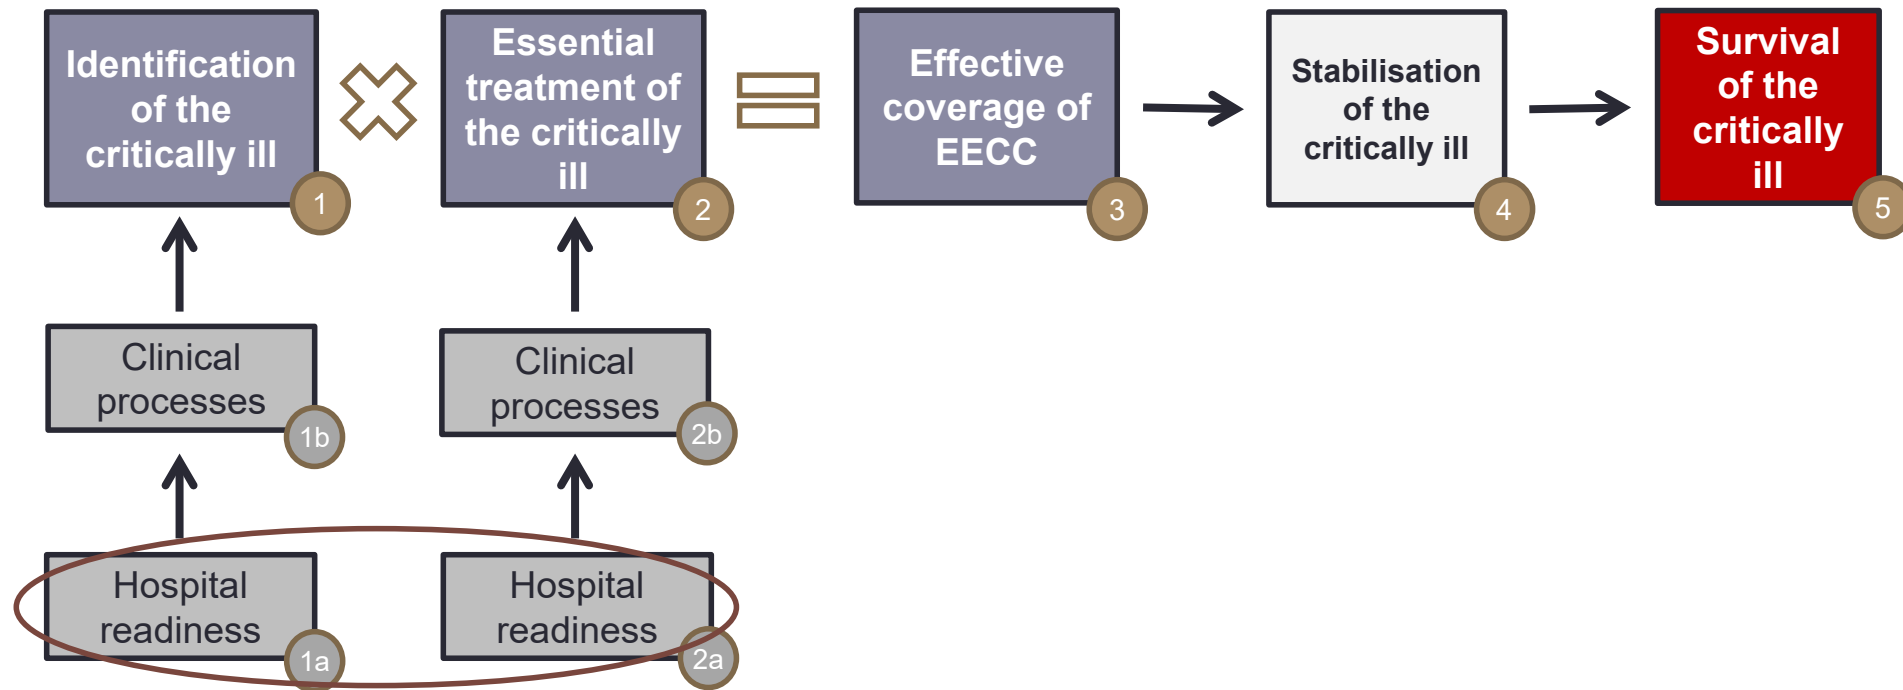 Identification
of the
critically ill
1
Essential
treatment of
the critically
ill
2
Effective
coverage of
EECC
3
Stabilisation
of the
critically ill
4
Survival
of the
critically
ill
5
Clinical
processes
1b
Clinical
processes
2b
Hospital
readiness
1a
Hospital
readiness
2a